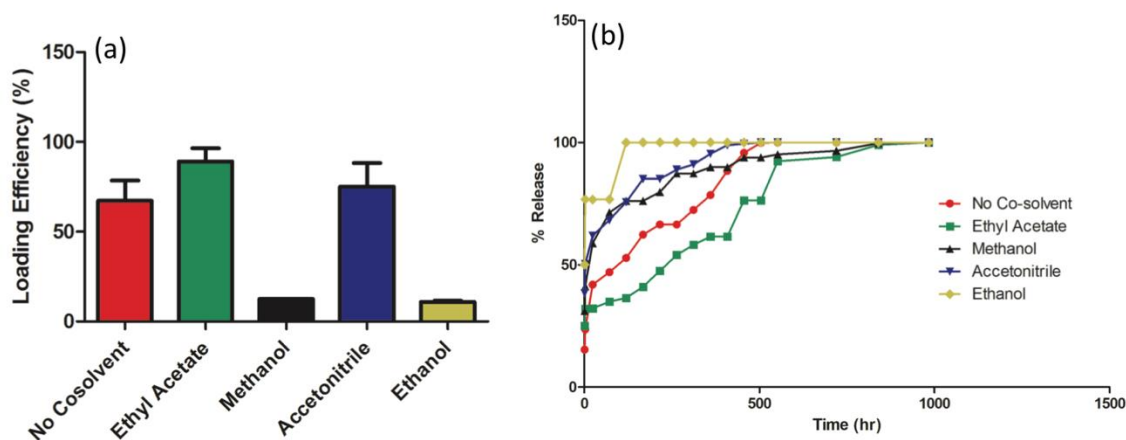 (a)
150
100
50
0
Loading Efficiency (%)
No Cosolvent
Ethyl Acetate
Methanol
Accetonitrile
Ethanol
(b)
150
100
50
0
% Release
0 500 1000 1500
Time (hr)
No Co-solvent
Ethyl Acetate
Methanol
Accetonitrile
Ethanol